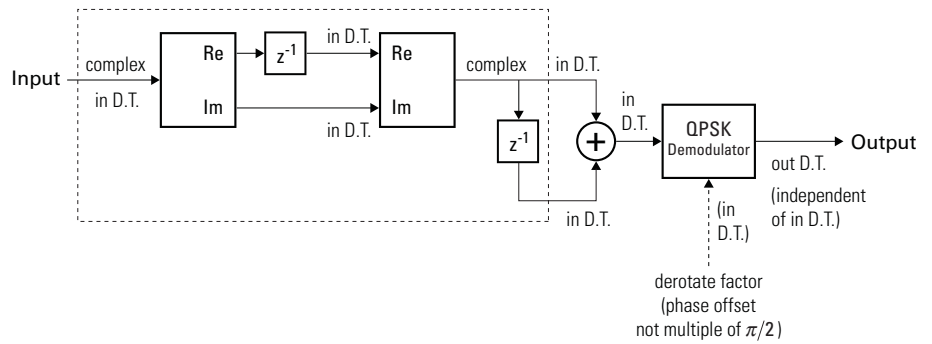 Input
complex
in D.T.
Re
Im
z⁻¹
in D.T.
in D.T.
Re
Im
complex
z⁻¹
in D.T.
in D.T.
+
in
D.T.
QPSK
Demodulator
Output
out D.T.
(independent
of in D.T.)
(in
D.T.)
derotate factor
(phase offset
not multiple of π/2)